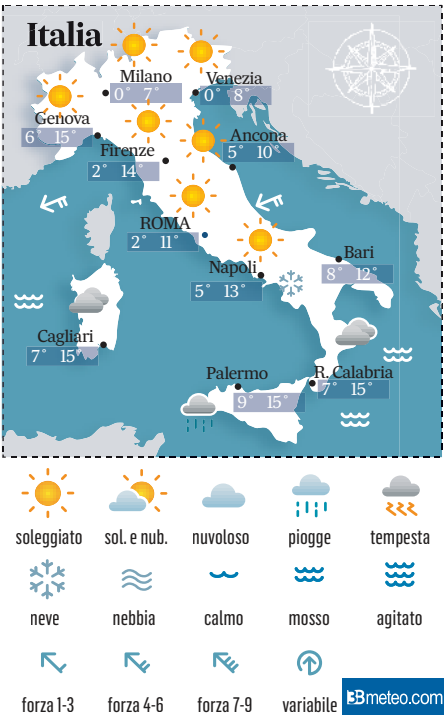 Italia
Milano
0° 7°
Venezia
0° 8°
Genova
6° 15°
Firenze
2° 14°
Ancona
5° 10°
ROMA
2° 11°
Napoli
5° 13°
Bari
8° 12°
Cagliari
7° 15°
Palermo
9° 15°
R. Calabria
7° 15°
soleggiato sol. e nub. nuvoloso piogge tempesta
neve nebbia calmo mosso agitato
forza 1-3 forza 4-6 forza 7-9 variabile
3Bmeteo.com